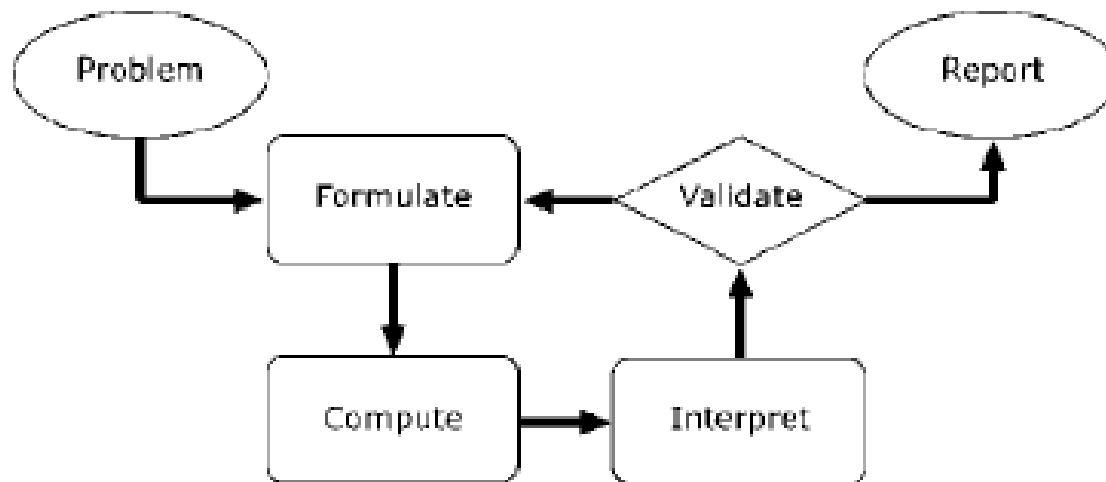 Problem
Report
Formulate
Validate
Compute
Interpret